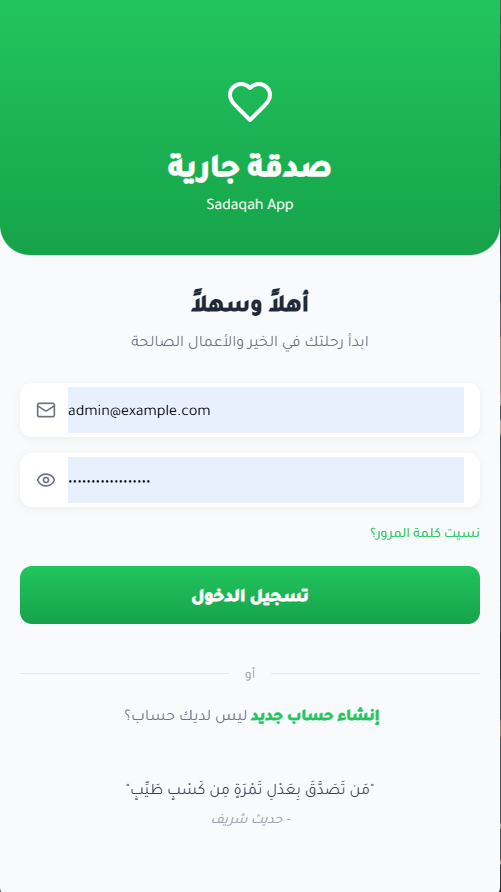 صدقة جارية
Sadaqah App
أهلاً وسهلاً
ابدأ رحلتك في الخير والأعمال الصالحة
admin@example.com
••••••••••••••••••
نسيت كلمة المرور؟
تسجيل الدخول
أو
إنشاء حساب جديد ليس لديك حساب؟
"مَن تَصَدَّقَ بِعَدْلِ تَمْرَةٍ مِن كَسْبٍ طَيِّبٍ"
- حديث شريف